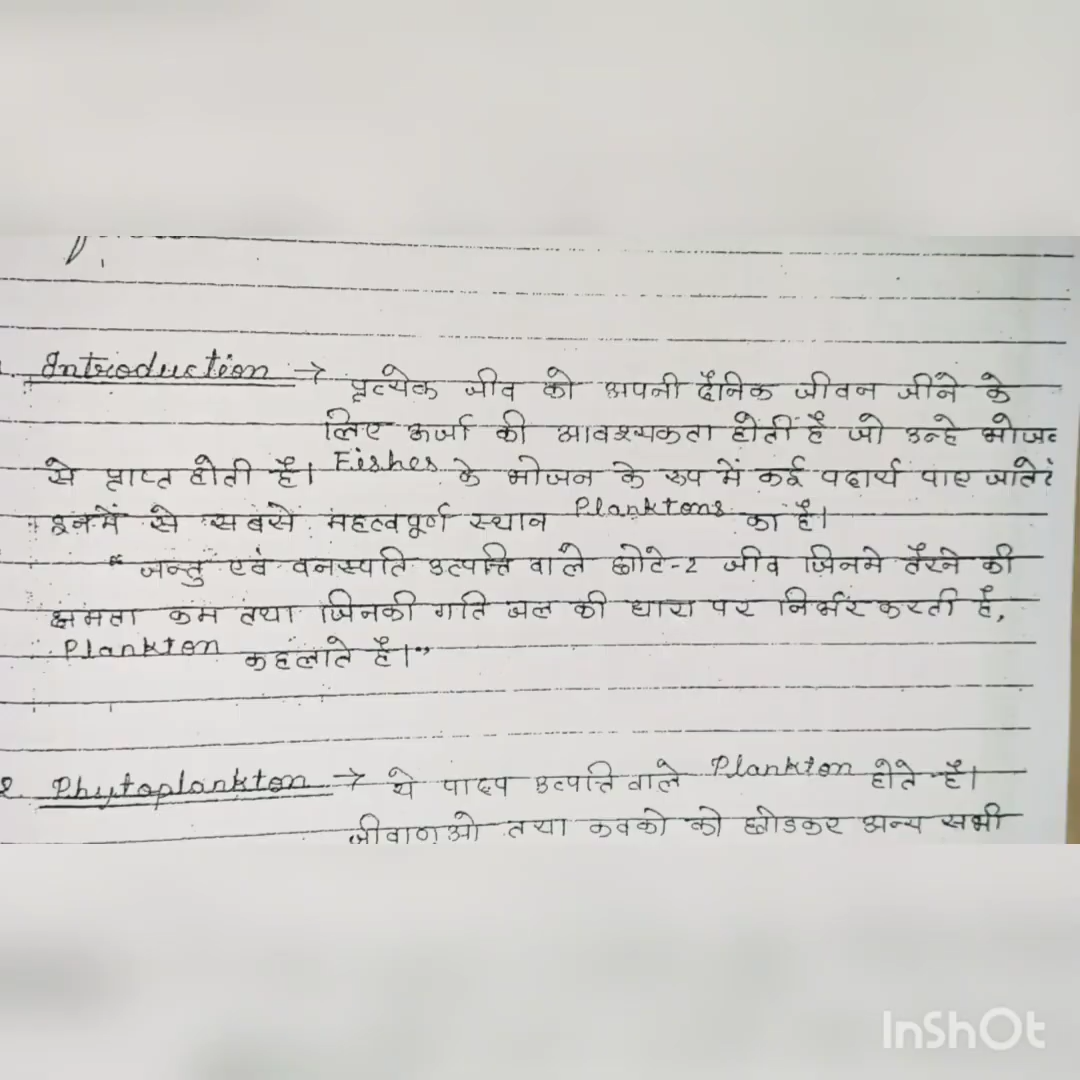 1. Introduction → प्रत्येक जीव को अपनी दैनिक जीवन जीने के
लिए ऊर्जा की आवश्यकता होती है जो उन्हे भोजन
से प्राप्त होती है। Fishes के भोजन के रूप में कई पदार्थ पाए जाते
इनमें से सबसे महत्वपूर्ण स्थान Planktons का है।
"जन्तु एवं वनस्पति उत्पत्ति वाले छोटे-2 जीव जिनमे तैरने की
क्षमता कम तथा जिनकी गति जल की धारा पर निर्भर करती है,
Plankton कहलाते है।"
2. Phytoplankton → ये पादप उत्पत्ति वाले Plankton होते है।
जीवाणुओ तथा कवको को छोडकर अन्य सभी
InShOt